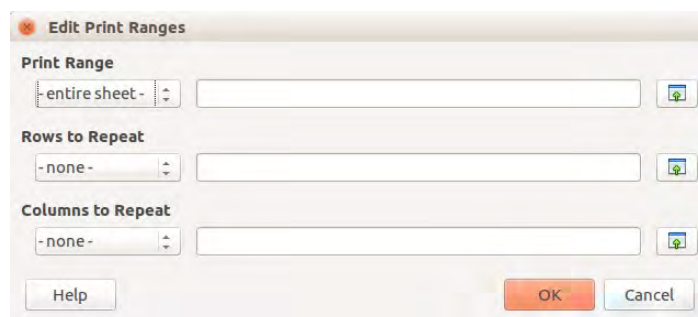 Edit Print Ranges
Print Range
- entire sheet -
Rows to Repeat
- none -
Columns to Repeat
- none -
Help OK Cancel